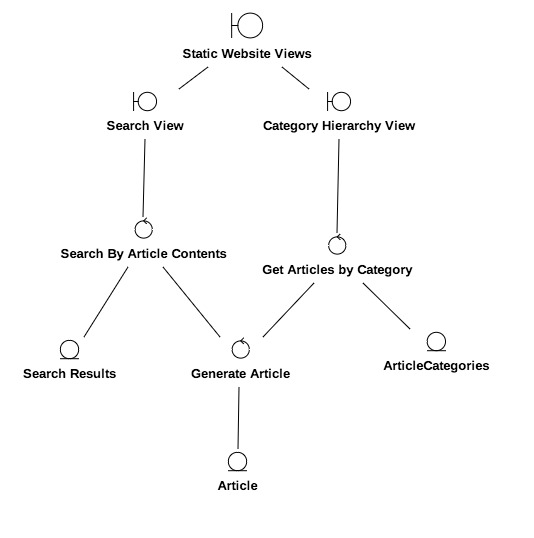 Static Website Views
Search View
Category Hierarchy View
Search By Article Contents
Get Articles by Category
Search Results
Generate Article
ArticleCategories
Article